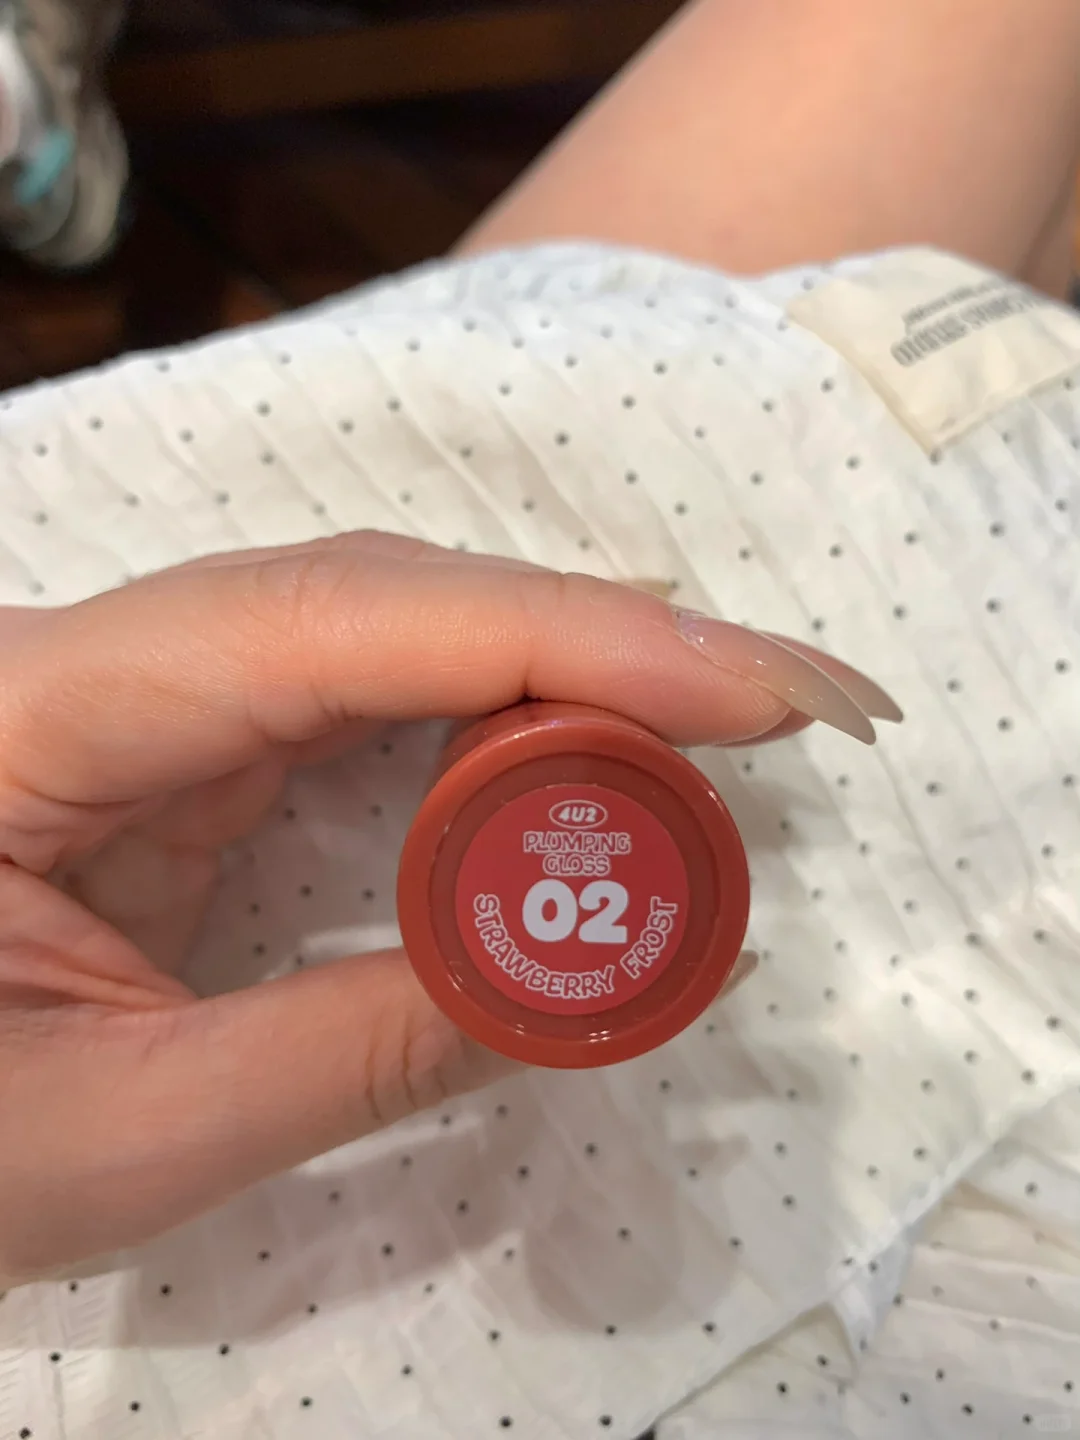 4U2
PLUMPING
GLOSS
02
STRAWBERRY FROST